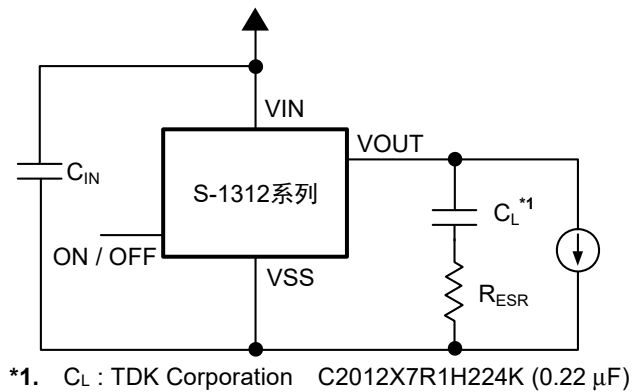 VIN
VOUT
C_IN
S-1312系列
C_L*1
ON / OFF
VSS
R_ESR
*1. C_L : TDK Corporation C2012X7R1H224K (0.22 μF)